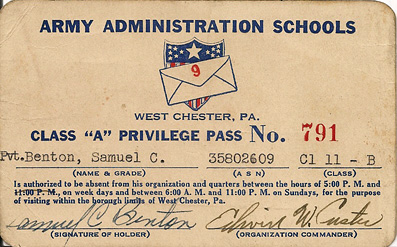 ARMY ADMINISTRATION SCHOOLS
9
WEST CHESTER, PA.
CLASS "A" PRIVILEGE PASS No. 791
Pvt.Benton, Samuel C. 35802609 Cl 11 - B
(NAME & GRADE) (A S N) (CLASS)
Is authorized to be absent from his organization and quarters between the hours of 5:00 P. M. and
11:00 P. M., on week days and between 6:00 A. M. and 11:00 P. M. on Sundays, for the purpose
of visiting within the borough limits of West Chester, Pa.
Samuel C. Benton Edwin W. Custer
(SIGNATURE OF HOLDER) (ORGANIZATION COMMANDER)